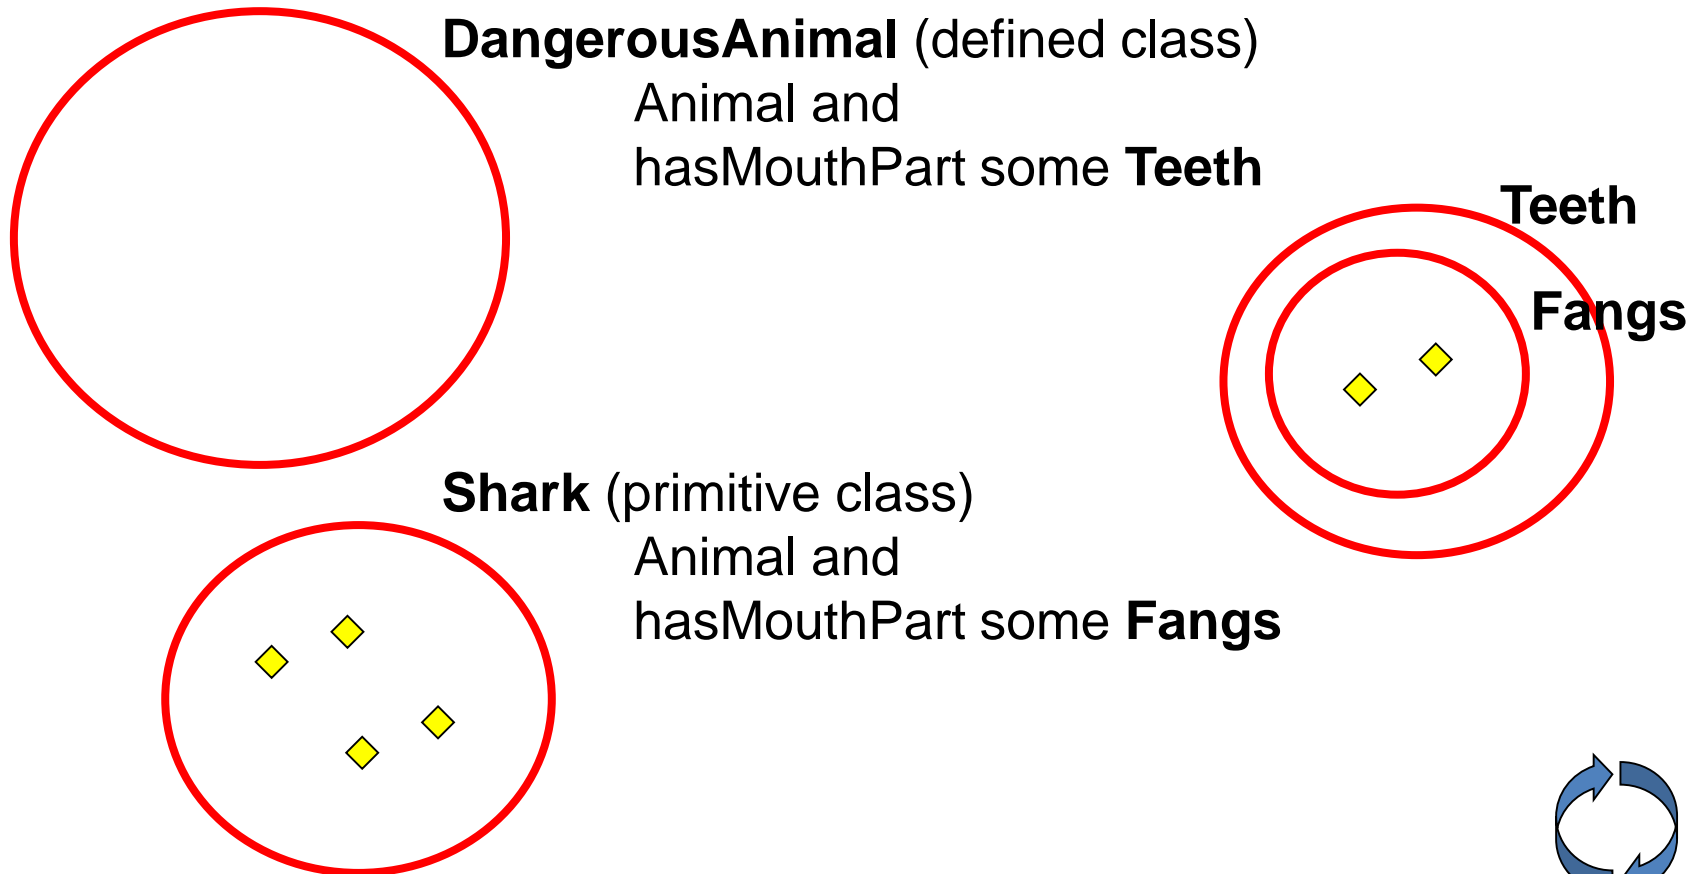 DangerousAnimal (defined class)
Animal and
hasMouthPart some Teeth
Teeth
Fangs
Shark (primitive class)
Animal and
hasMouthPart some Fangs